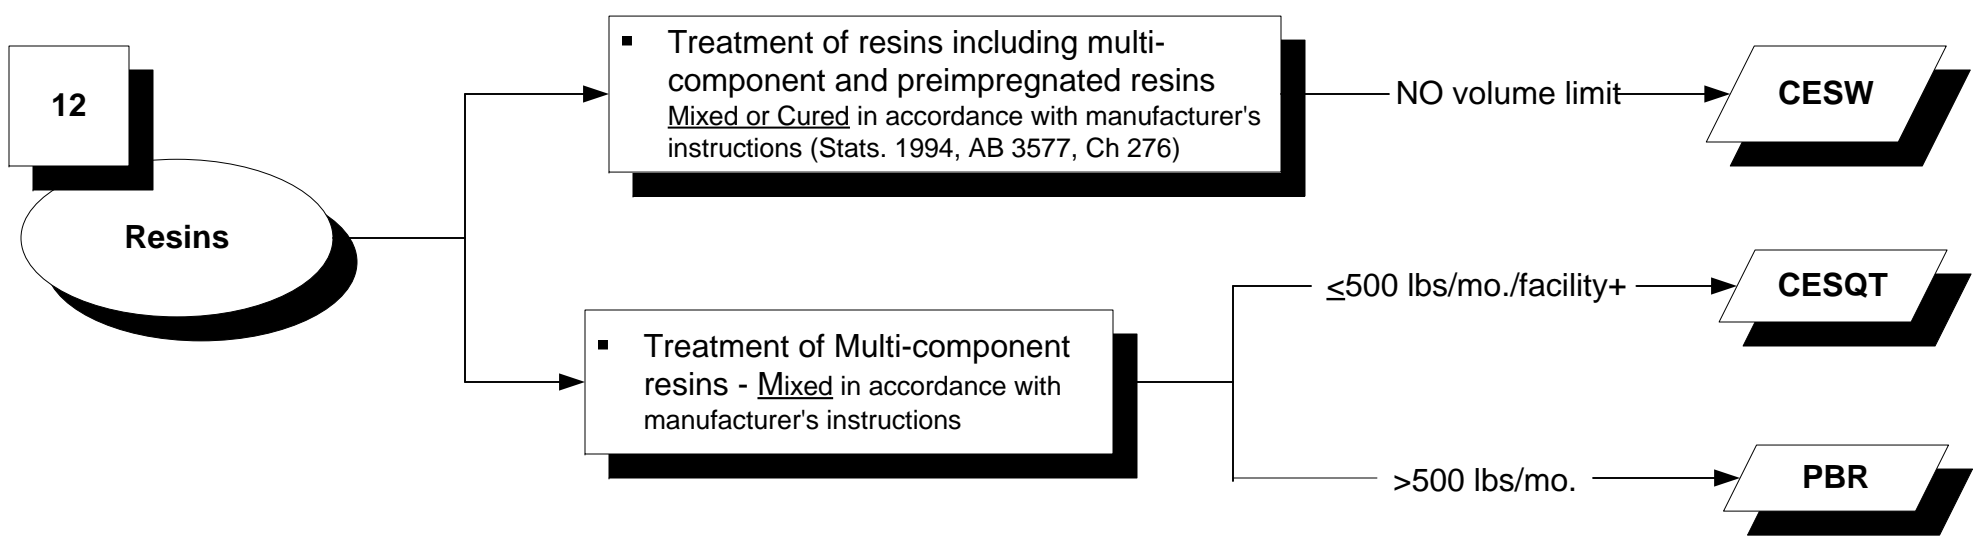 12
Resins
▪ Treatment of resins including multi-
component and preimpregnated resins
Mixed or Cured in accordance with manufacturer's
instructions (Stats. 1994, AB 3577, Ch 276)
NO volume limit
CESW
▪ Treatment of Multi-component
resins - Mixed in accordance with
manufacturer's instructions
≤500 lbs/mo./facility+
CESQT
>500 lbs/mo.
PBR